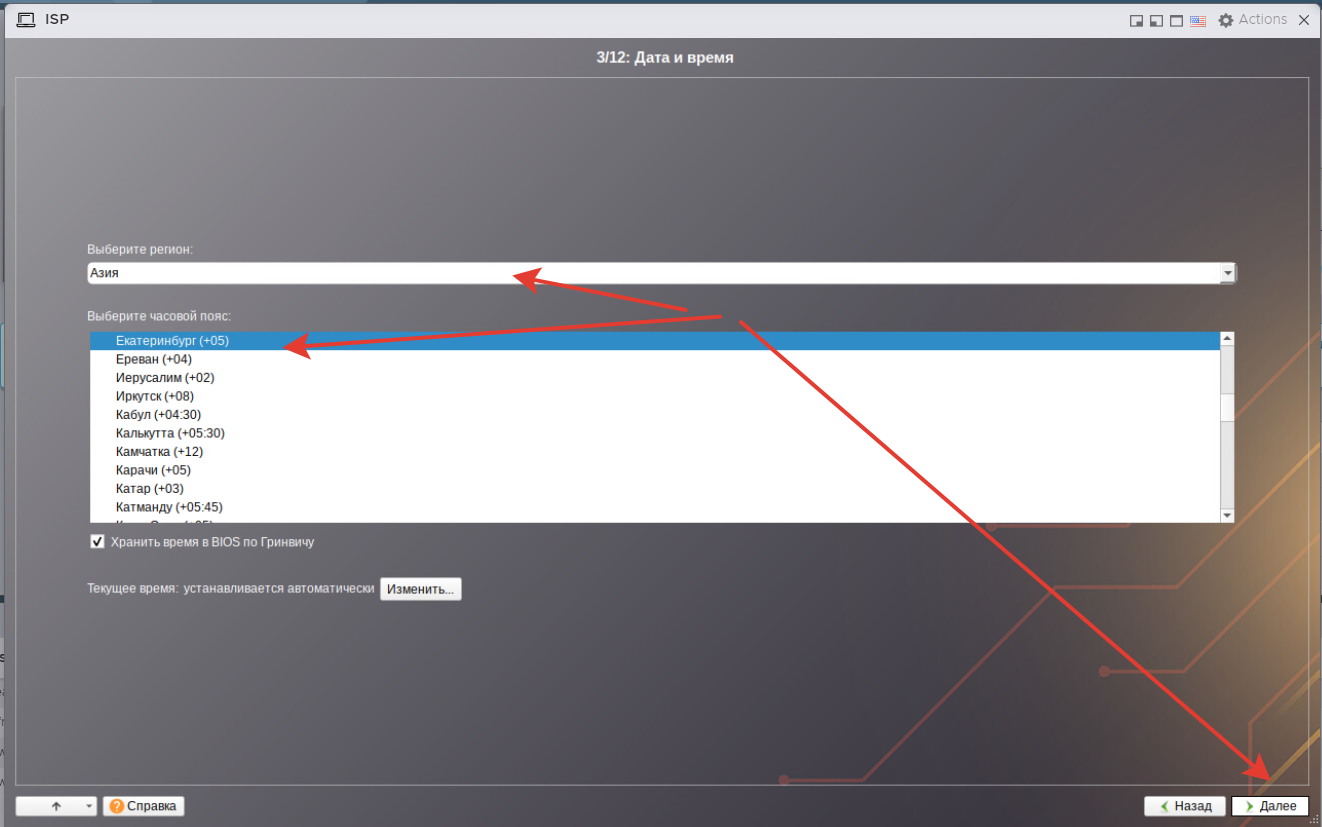 ISP
Actions
3/12: Дата и время
Выберите регион:
Азия
Выберите часовой пояс:
Екатеринбург (+05)
Ереван (+04)
Иерусалим (+02)
Иркутск (+08)
Кабул (+04:30)
Калькутта (+05:30)
Камчатка (+12)
Карачи (+05)
Катар (+03)
Катманду (+05:45)
Хранить время в BIOS по Гринвичу
Текущее время: устанавливается автоматически Изменить...
Справка
Назад
Далее